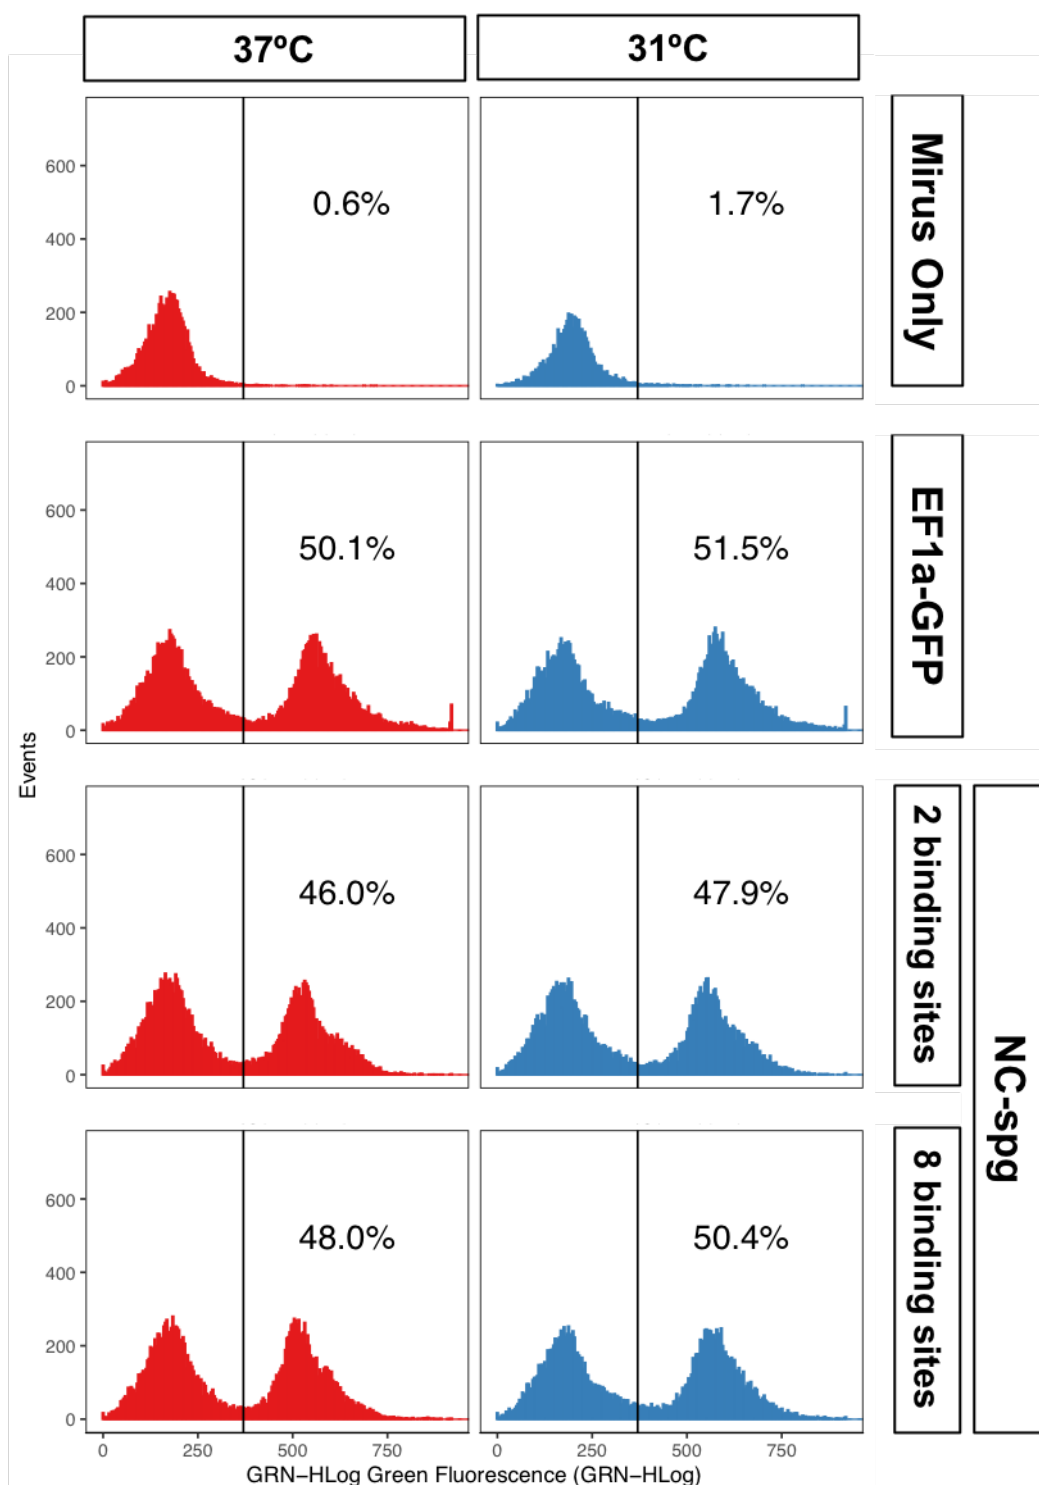 37ºC
31ºC
Mirus Only
600
400
200
0
0.6%
1.7%
EF1a-GFP
600
400
200
0
50.1%
51.5%
Events
2 binding sites
600
400
200
0
46.0%
47.9%
NC-spg
8 binding sites
600
400
200
0
48.0%
50.4%
0 250 500 750
0 250 500 750
GRN−HLog Green Fluorescence (GRN−HLog)